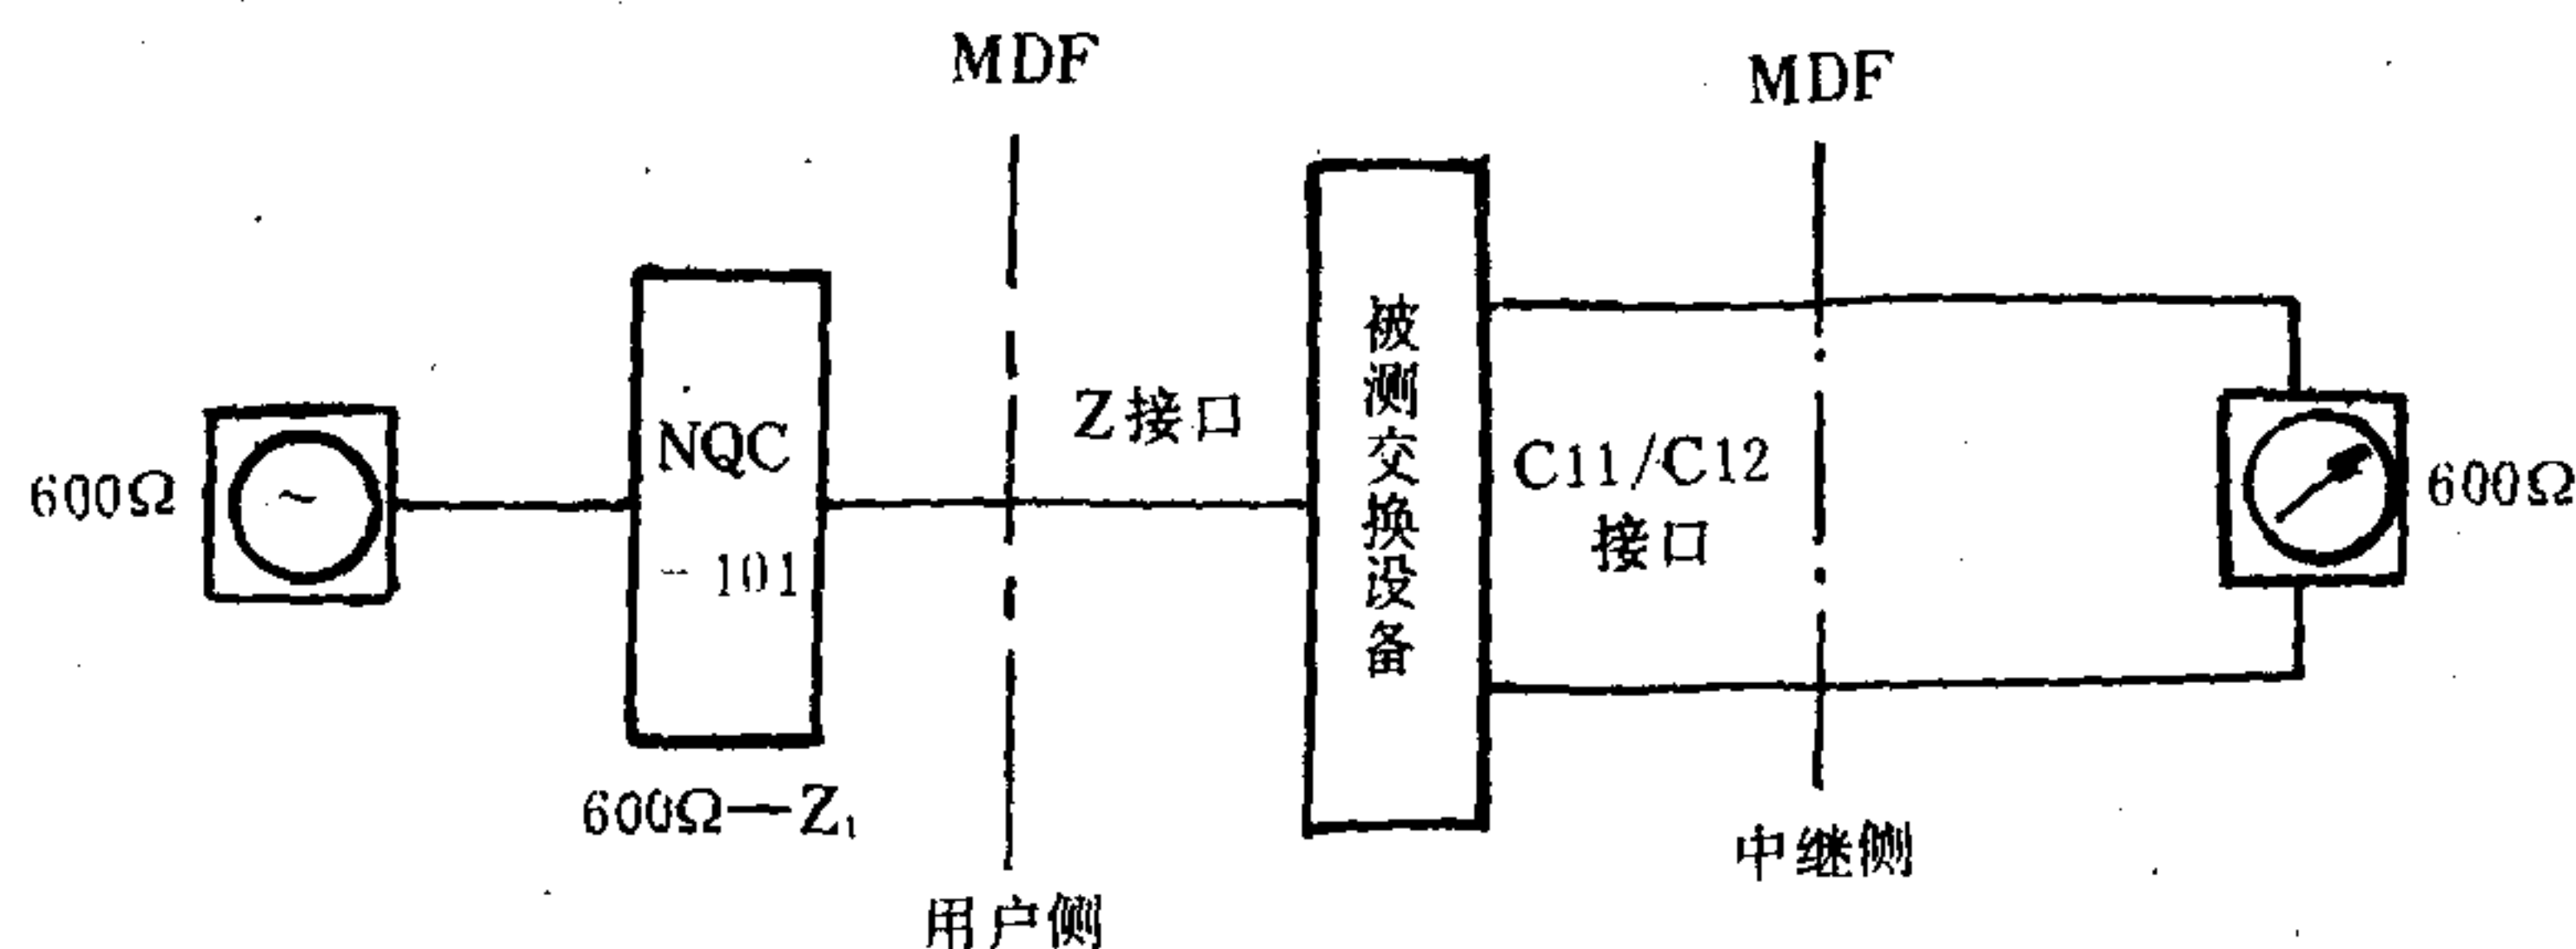 MDF
MDF
600Ω
~
NQC
-101
600Ω—Z₁
Z接口
被测交换设备
C11/C12
接口
600Ω
用户侧
中继侧